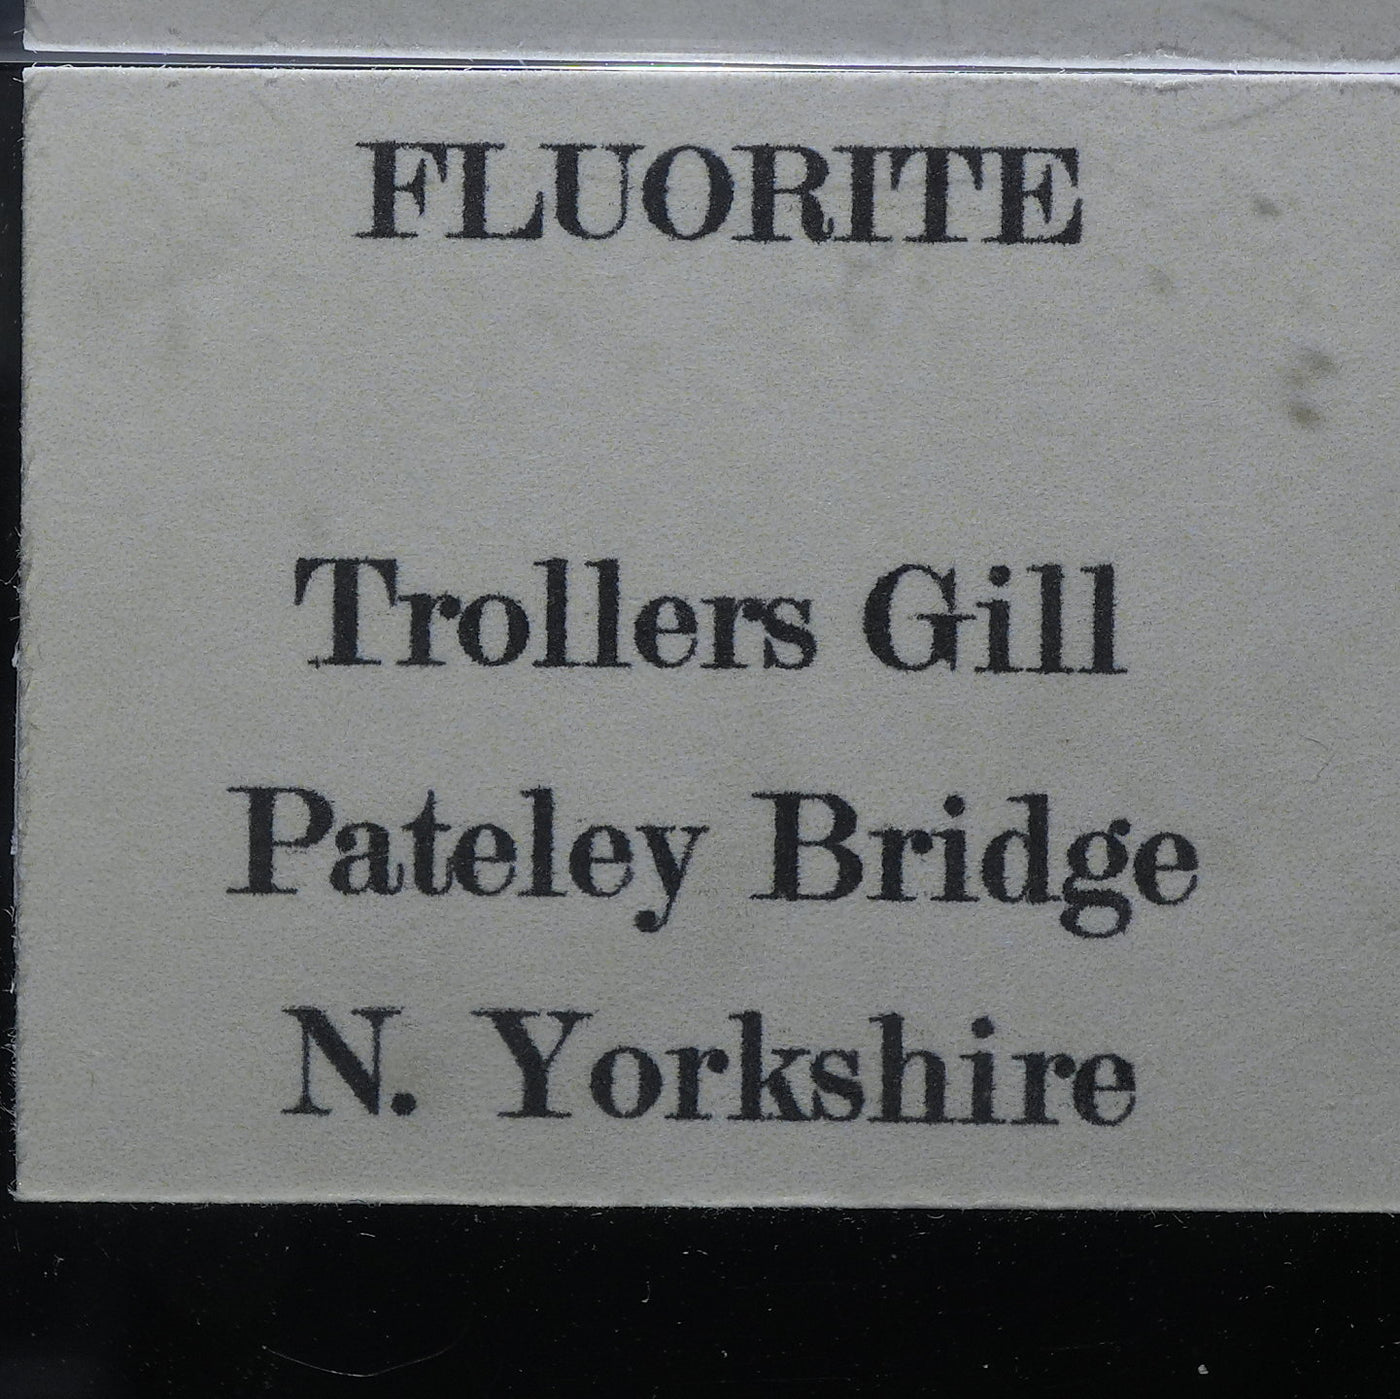 FLUORITE
Trollers Gill
Pateley Bridge
N. Yorkshire